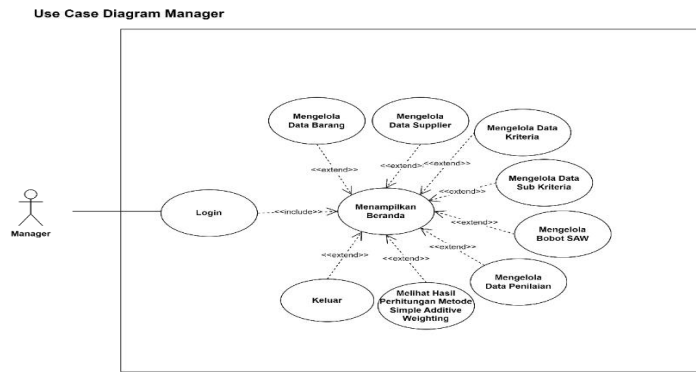 Use Case Diagram Manager
Mengelola
Data Barang
Mengelola
Data Supplier
Mengelola Data
Kriteria
<<extend>>
<<extend>>
<<extend>>
Mengelola Data
Sub Kriteria
<<extend>>
Login
<<include>>
Menampilkan
Beranda
<<extend>>
Mengelola
Bobot SAW
Manager
<<extend>>
<<extend>>
<<extend>>
Mengelola
Data Penilaian
Keluar
Melihat Hasil
Perhitungan Metode
Simple Additive
Weighting